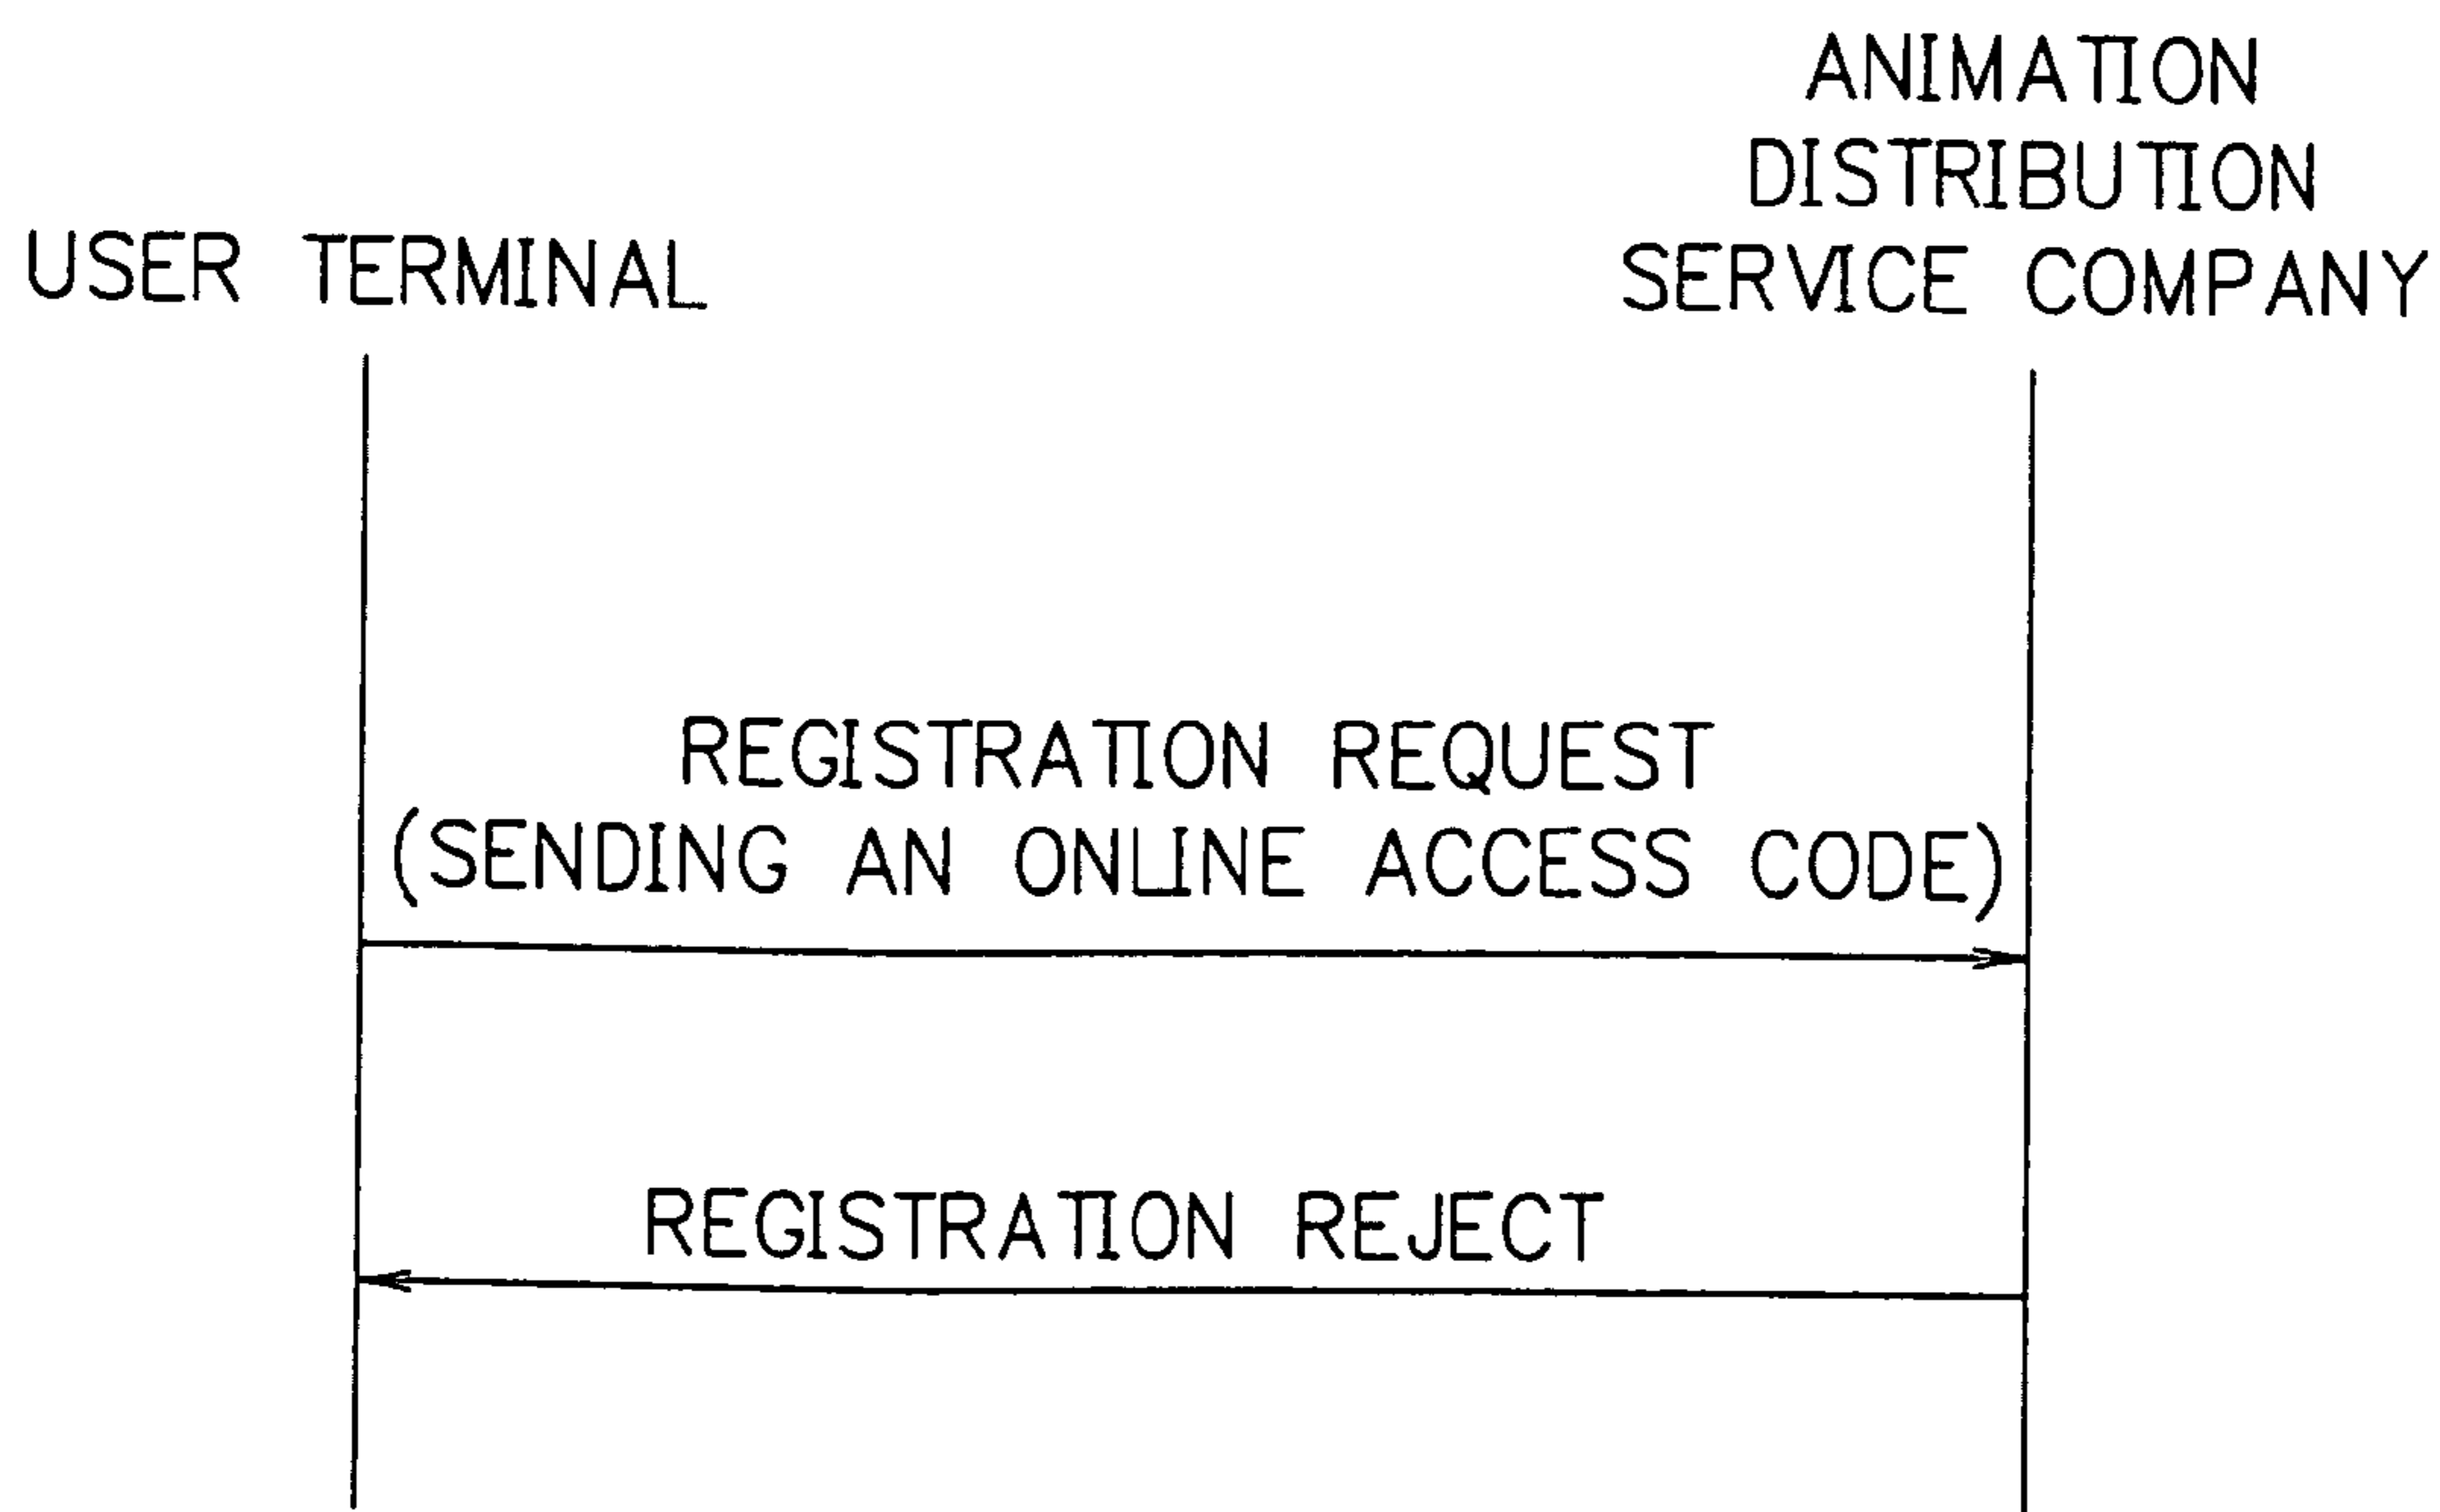 USER TERMINAL
ANIMATION
DISTRIBUTION
SERVICE COMPANY
REGISTRATION REQUEST
(SENDING AN ONLINE ACCESS CODE)
REGISTRATION REJECT